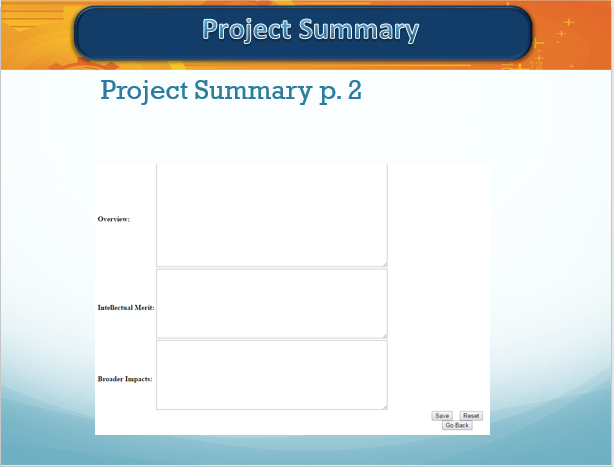 Project Summary
Project Summary p. 2
Overview:
Intellectual Merit:
Broader Impacts:
Save Reset
Go Back